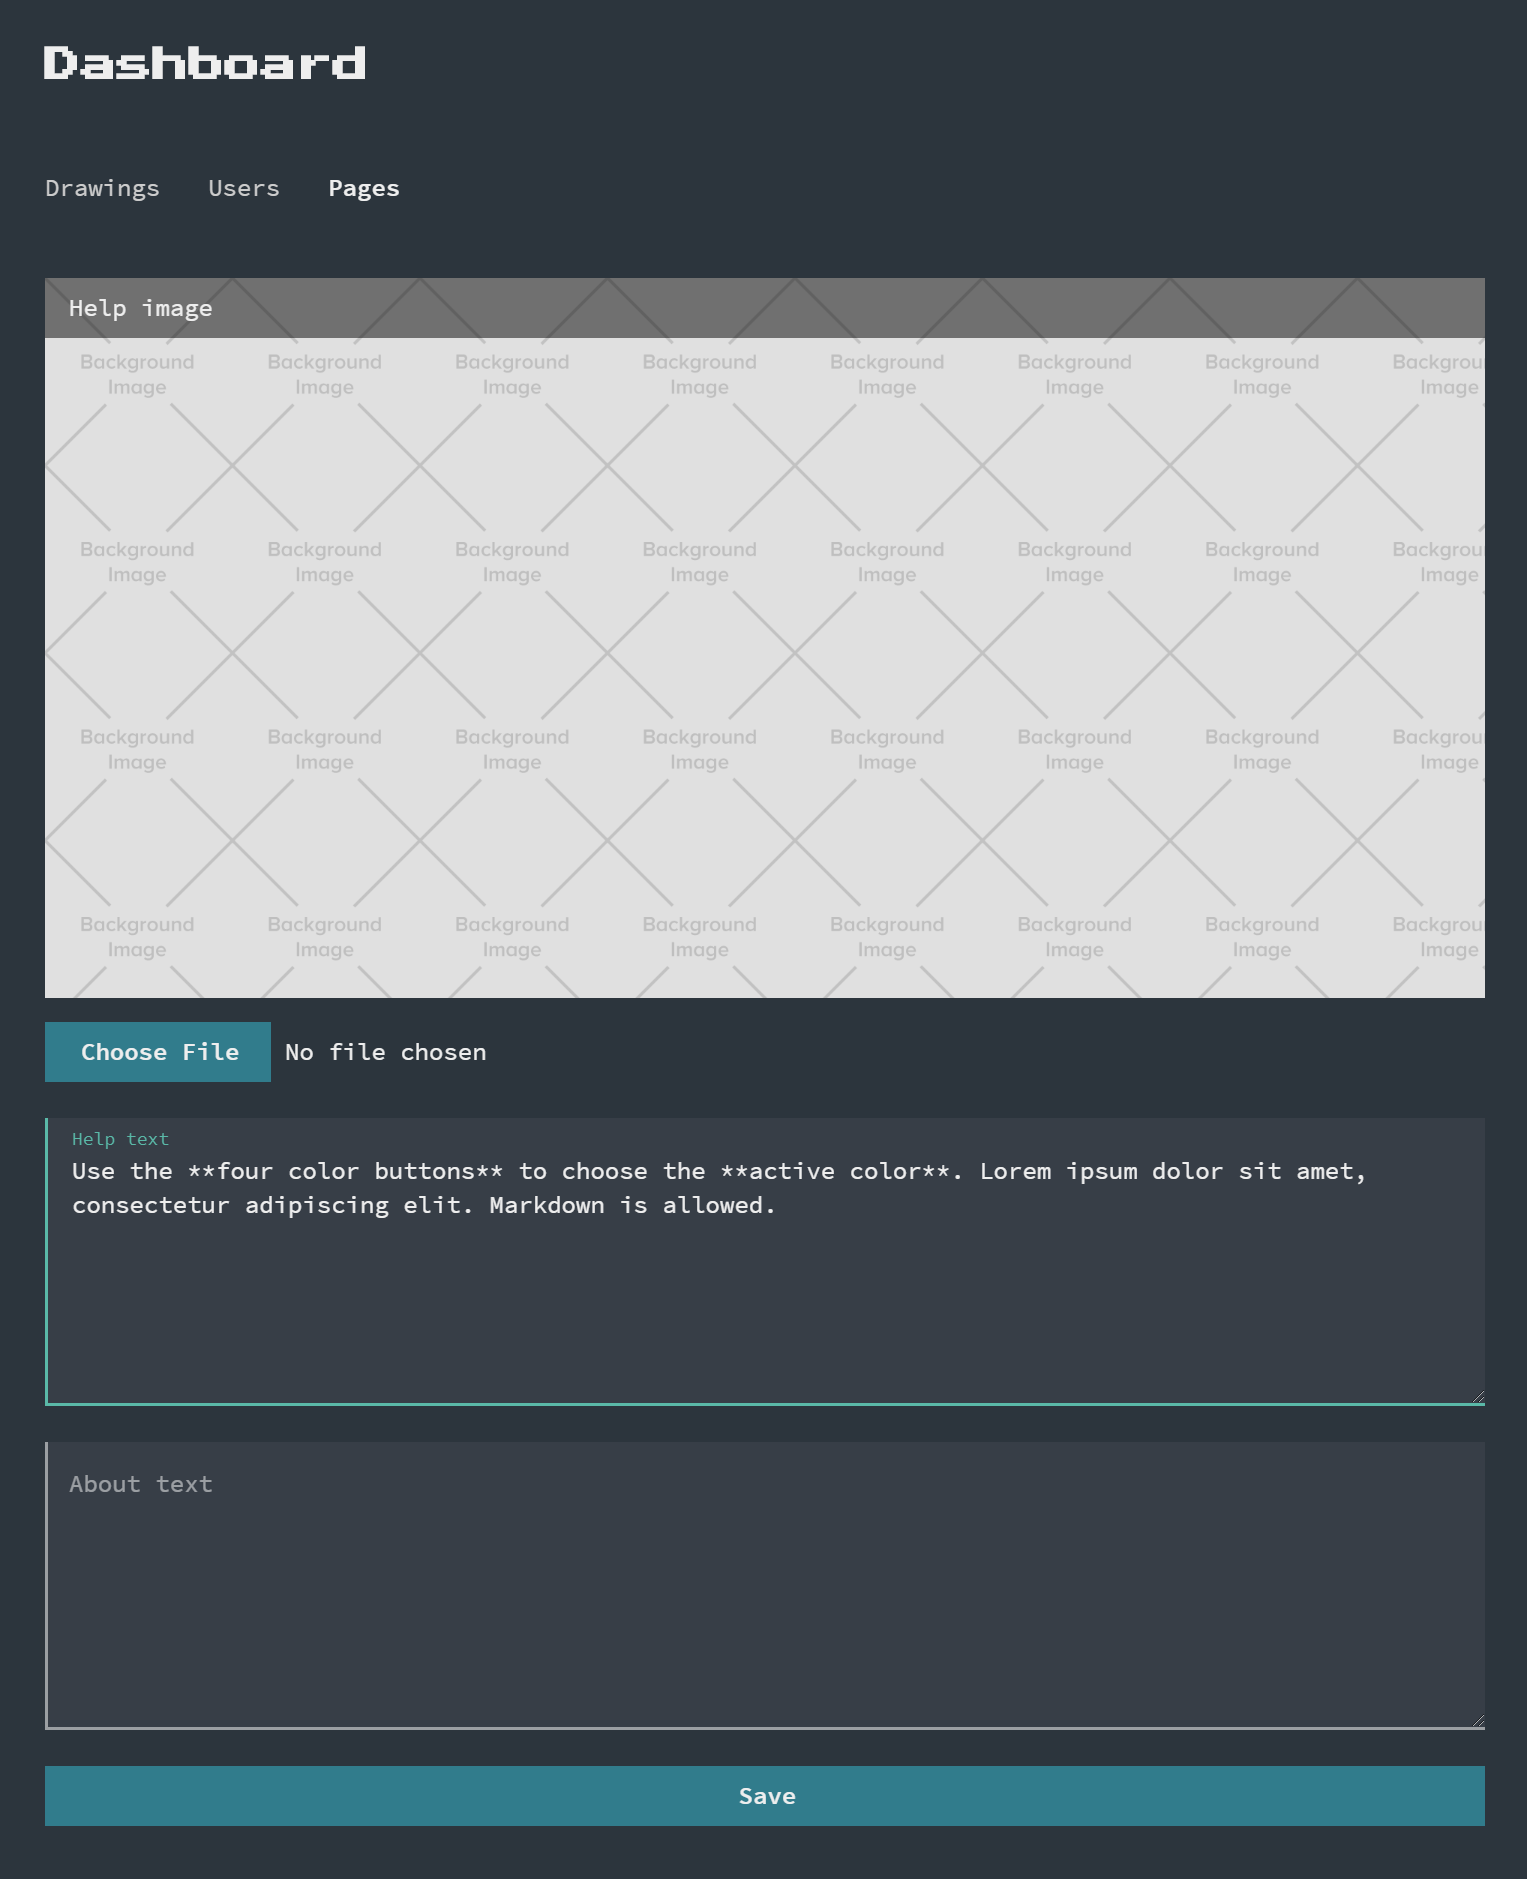 Dashboard
Drawings Users Pages
Help image
Background Background Background Background Background Background Background Backgrou
Image Image Image Image Image Image Image Image
Background Background Background Background Background Background Background Backgrou
Image Image Image Image Image Image Image Image
Background Background Background Background Background Background Background Backgrou
Image Image Image Image Image Image Image Image
Background Background Background Background Background Background Background Backgrou
Image Image Image Image Image Image Image Image
Choose File No file chosen
Help text
Use the **four color buttons** to choose the **active color**. Lorem ipsum dolor sit amet,
consectetur adipiscing elit. Markdown is allowed.
About text
Save